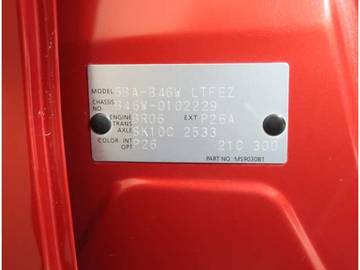 MODEL 5BA-B46W LTFEZ
CHASSIS NO. B46W-0102229
ENGINE BR06 EXT P26A
TRANS AXLE SK10C 2533
COLOR INT OPT P26 21C 300
PART NO : MS903081